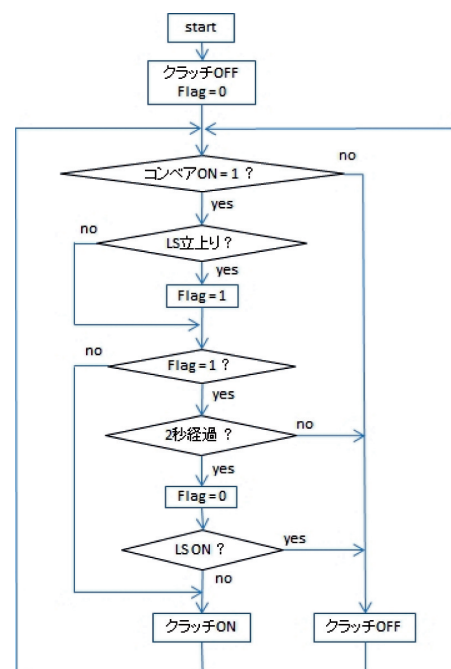 start
クラッチOFF
Flag=0
コンベアON=1 ?
no
yes
LS立上り?
no
yes
Flag=1
Flag=1 ?
no
yes
2秒経過 ?
no
yes
Flag=0
LS ON ?
yes
no
クラッチON
クラッチOFF